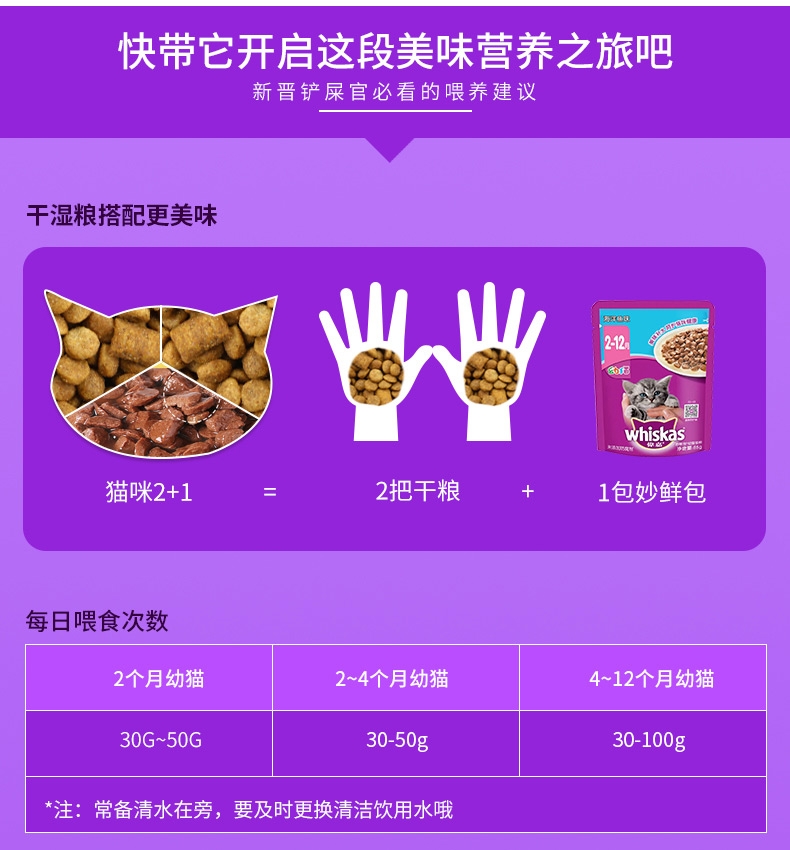 快带它开启这段美味营养之旅吧
新晋铲屎官必看的喂养建议
干湿粮搭配更美味
2-12月
whiskas
伟嘉
猫咪2+1
=
2把干粮
+
1包妙鲜包
每日喂食次数
2个月幼猫
2~4个月幼猫
4~12个月幼猫
30G~50G
30-50g
30-100g
*注：常备清水在旁，要及时更换清洁饮用水哦